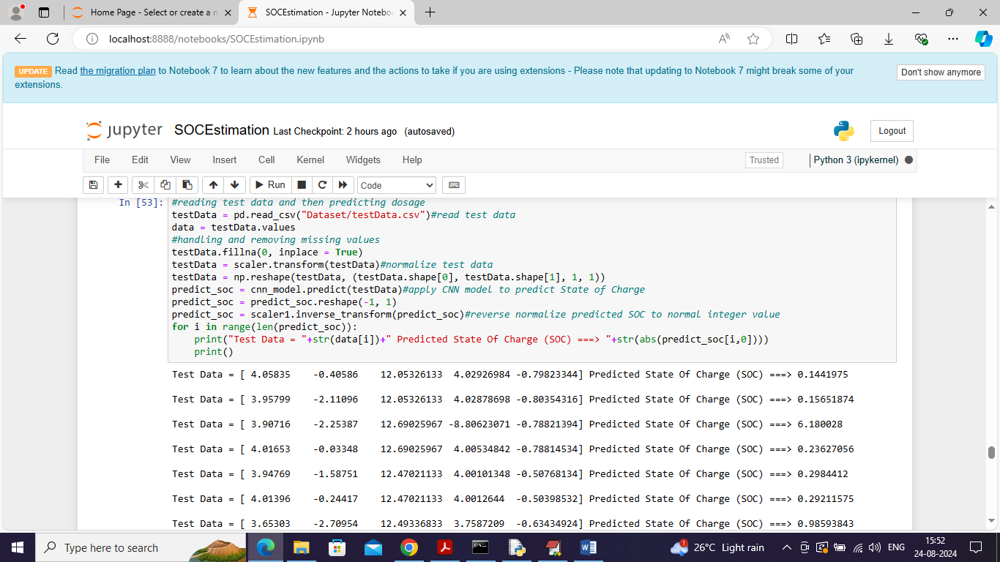 Home Page - Select or create a n
SOCEstimation - Jupyter Notebo
localhost:8888/notebooks/SOCEstimation.ipynb
UPDATE Read the migration plan to Notebook 7 to learn about the new features and the actions to take if you are using extensions - Please note that updating to Notebook 7 might break some of your
extensions.
Don't show anymore
jupyter SOCEstimation Last Checkpoint: 2 hours ago (autosaved)
Logout
File Edit View Insert Cell Kernel Widgets Help
Trusted
Python 3 (ipykernel)
Run
Code
In [53]: #reading test data and then predicting dosage
testData = pd.read_csv("Dataset/testData.csv")#read test data
data = testData.values
#handling and removing missing values
testData.fillna(0, inplace = True)
testData = scaler.transform(testData)#normalize test data
testData = np.reshape(testData, (testData.shape[0], testData.shape[1], 1, 1))
predict_soc = cnn_model.predict(testData)#apply CNN model to predict State of Charge
predict_soc = predict_soc.reshape(-1, 1)
predict_soc = scaler1.inverse_transform(predict_soc)#reverse normalize predicted SOC to normal integer value
for i in range(len(predict_soc)):
    print("Test Data = "+str(data[i])+" Predicted State Of Charge (SOC) ===> "+str(abs(predict_soc[i,0])))
    print()
Test Data = [ 4.05835 -0.40586 12.05326133 4.02926984 -0.79823344] Predicted State Of Charge (SOC) ===> 0.1441975
Test Data = [ 3.95799 -2.11096 12.05326133 4.02878698 -0.80354316] Predicted State Of Charge (SOC) ===> 0.15651874
Test Data = [ 3.90716 -2.25387 12.69025967 -8.80623071 -0.78821394] Predicted State Of Charge (SOC) ===> 6.180028
Test Data = [ 4.01653 -0.03348 12.69025967 4.00534842 -0.78814534] Predicted State Of Charge (SOC) ===> 0.23627056
Test Data = [ 3.94769 -1.58751 12.47021133 4.00101348 -0.50768134] Predicted State Of Charge (SOC) ===> 0.2984412
Test Data = [ 4.01396 -0.24417 12.47021133 4.0012644 -0.50398532] Predicted State Of Charge (SOC) ===> 0.29211575
Test Data = [ 3.65303 -2.70954 12.49336833 3.7587209 -0.63434924] Predicted State Of Charge (SOC) ===> 0.98593843
Type here to search
1
26°C Light rain
ENG
15:52
24-08-2024